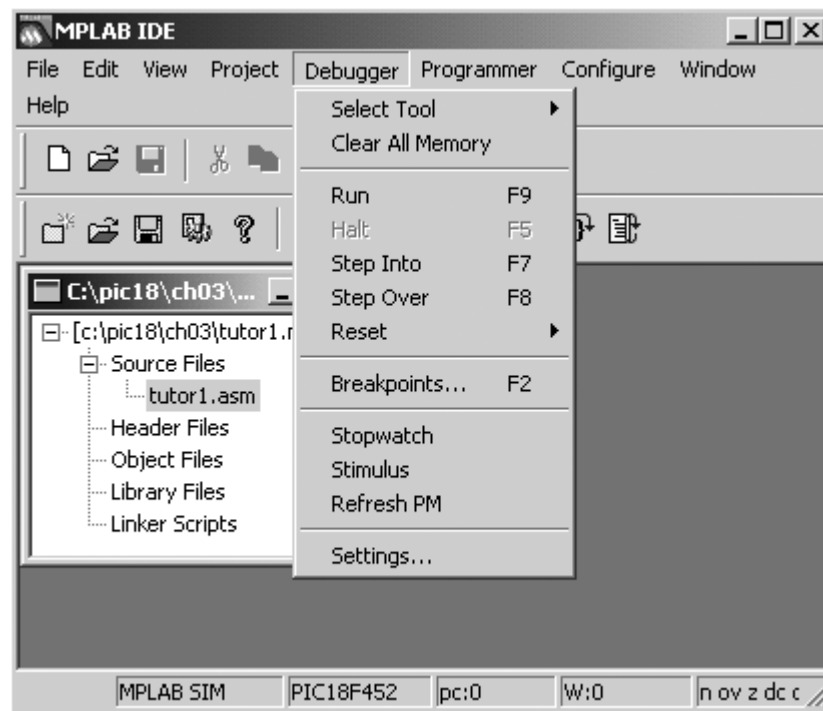 MPLAB IDE
File Edit View Project Debugger Programmer Configure Window
Help
Select Tool
Clear All Memory
Run F9
Halt F5
Step Into F7
Step Over F8
Reset
Breakpoints... F2
Stopwatch
Stimulus
Refresh PM
Settings...
C:\pic18\ch03\...
[c:\pic18\ch03\tutor1.
Source Files
tutor1.asm
Header Files
Object Files
Library Files
Linker Scripts
MPLAB SIM PIC18F452 pc:0 W:0 n ov z dc c